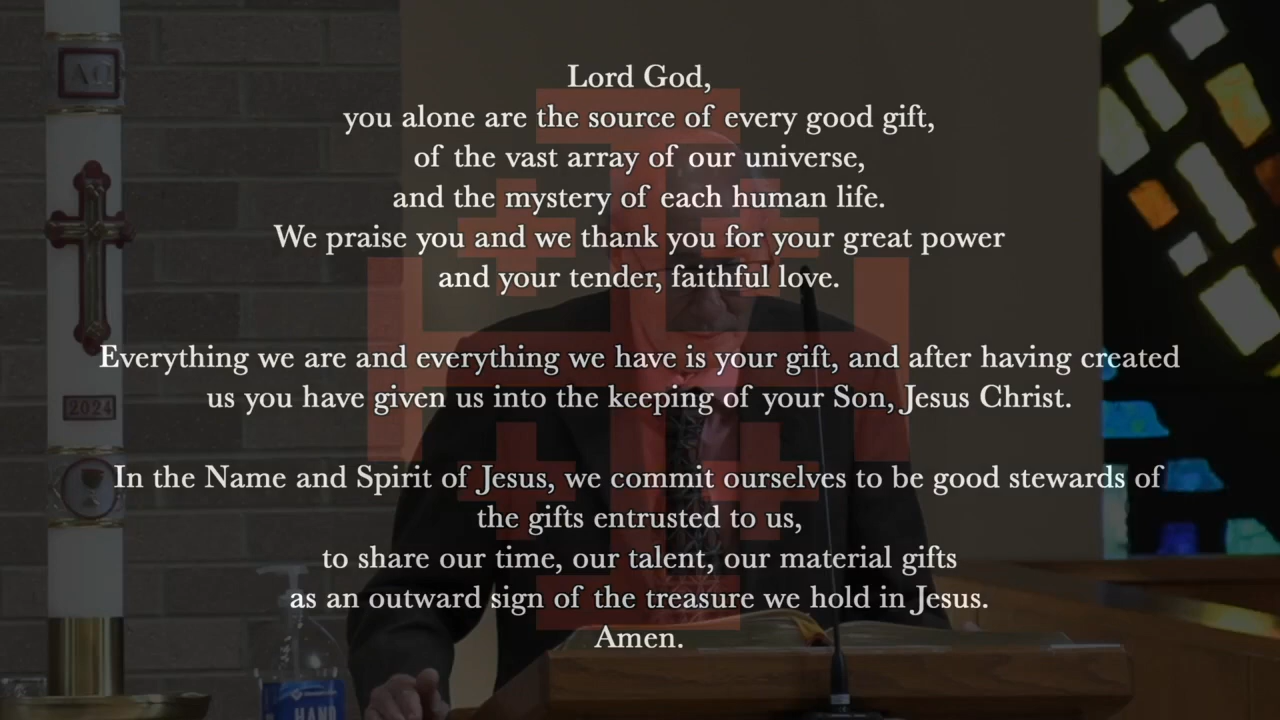 Lord God,
you alone are the source of every good gift,
of the vast array of our universe,
and the mystery of each human life.
We praise you and we thank you for your great power
and your tender, faithful love.
Everything we are and everything we have is your gift, and after having created
us you have given us into the keeping of your Son, Jesus Christ.
In the Name and Spirit of Jesus, we commit ourselves to be good stewards of
the gifts entrusted to us,
to share our time, our talent, our material gifts
as an outward sign of the treasure we hold in Jesus.
Amen.
ΑΩ
2024
HAND